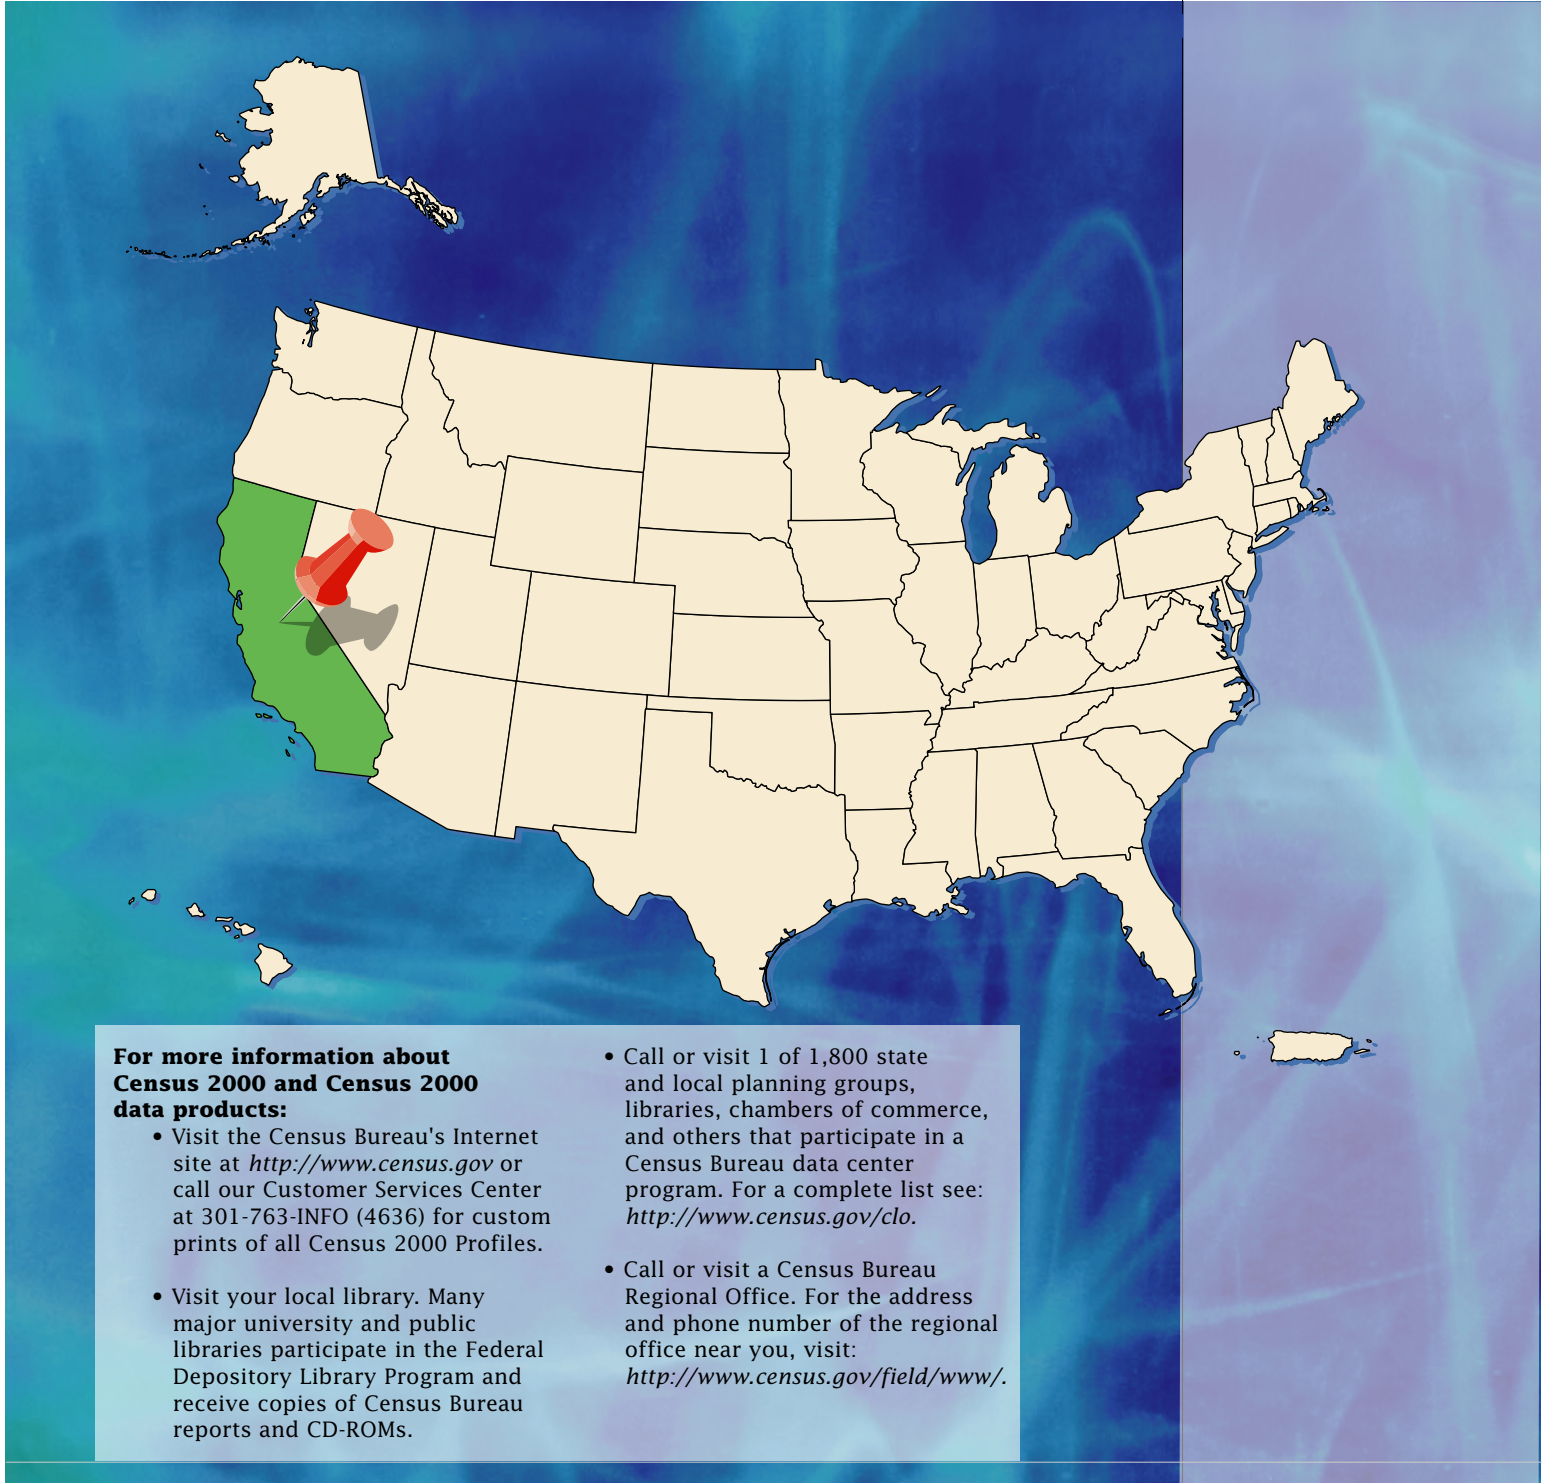 For more information about
Census 2000 and Census 2000
data products:
• Visit the Census Bureau's Internet
site at http://www.census.gov or
call our Customer Services Center
at 301-763-INFO (4636) for custom
prints of all Census 2000 Profiles.
• Visit your local library. Many
major university and public
libraries participate in the Federal
Depository Library Program and
receive copies of Census Bureau
reports and CD-ROMs.
• Call or visit 1 of 1,800 state
and local planning groups,
libraries, chambers of commerce,
and others that participate in a
Census Bureau data center
program. For a complete list see:
http://www.census.gov/clo.
• Call or visit a Census Bureau
Regional Office. For the address
and phone number of the regional
office near you, visit:
http://www.census.gov/field/www/.